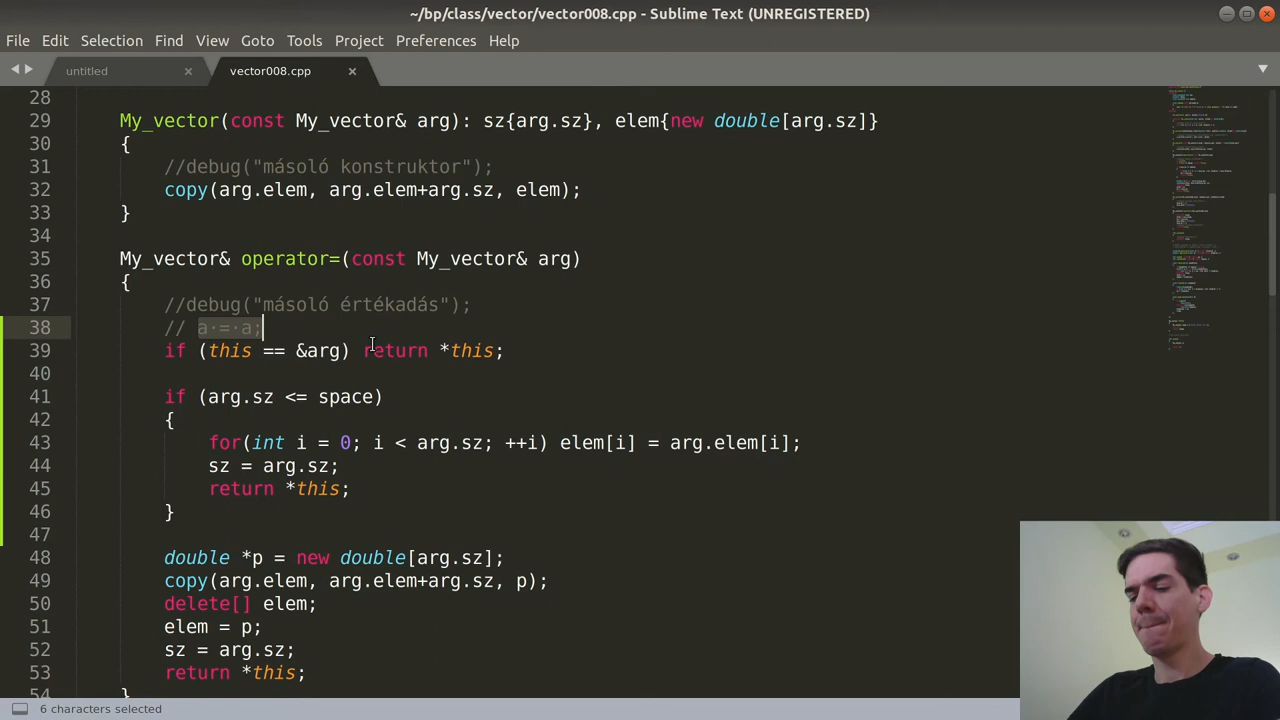 ~/bp/class/vector/vector008.cpp - Sublime Text (UNREGISTERED)
File Edit Selection Find View Goto Tools Project Preferences Help
untitled vector008.cpp
28
29 My_vector(const My_vector& arg): sz{arg.sz}, elem{new double[arg.sz]}
30 {
31 //debug("másoló konstruktor");
32 copy(arg.elem, arg.elem+arg.sz, elem);
33 }
34
35 My_vector& operator=(const My_vector& arg)
36 {
37 //debug("másoló értékadás");
38 // a = a;
39 if (this == &arg) return *this;
40
41 if (arg.sz <= space)
42 {
43 for(int i = 0; i < arg.sz; ++i) elem[i] = arg.elem[i];
44 sz = arg.sz;
45 return *this;
46 }
47
48 double *p = new double[arg.sz];
49 copy(arg.elem, arg.elem+arg.sz, p);
50 delete[] elem;
51 elem = p;
52 sz = arg.sz;
53 return *this;
54 }
6 characters selected